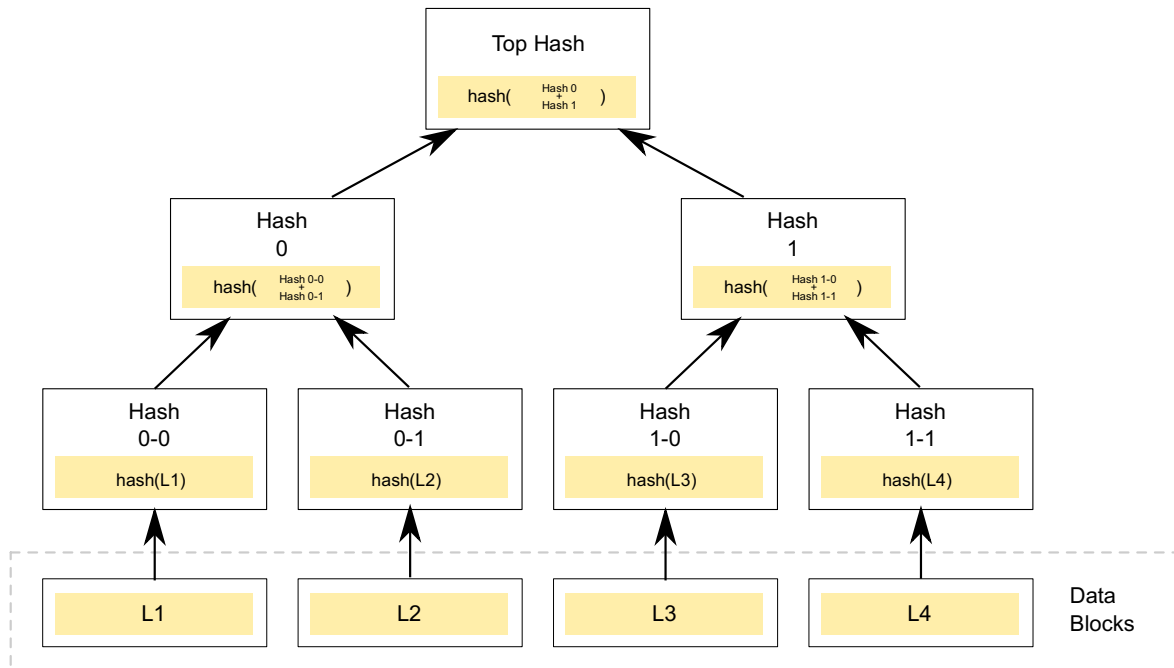 Top Hash
hash( Hash 0 + Hash 1 )
Hash
0
hash( Hash 0-0 + Hash 0-1 )
Hash
1
hash( Hash 1-0 + Hash 1-1 )
Hash
0-0
hash(L1)
Hash
0-1
hash(L2)
Hash
1-0
hash(L3)
Hash
1-1
hash(L4)
L1
L2
L3
L4
Data
Blocks